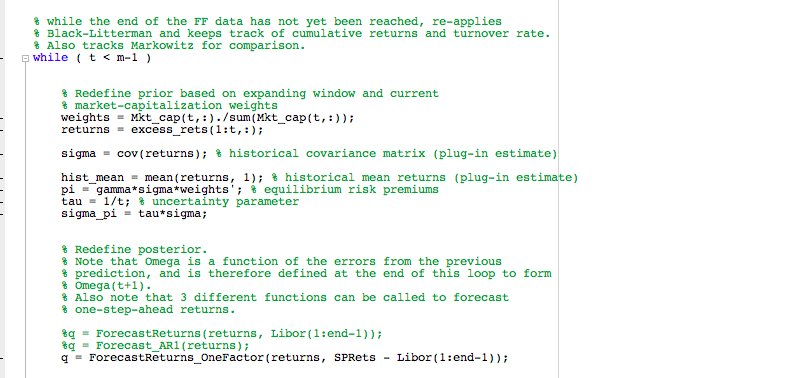 % while the end of the FF data has not yet been reached, re-applies
% Black-Litterman and keeps track of cumulative returns and turnover rate.
% Also tracks Markowitz for comparison.
while ( t < m-1 )
% Redefine prior based on expanding window and current
% market-capitalization weights
weights = Mkt_cap(t,:)./sum(Mkt_cap(t,:));
returns = excess_rets(1:t,:);
sigma = cov(returns); % historical covariance matrix (plug-in estimate)
hist_mean = mean(returns, 1); % historical mean returns (plug-in estimate)
pi = gamma*sigma*weights'; % equilibrium risk premiums
tau = 1/t; % uncertainty parameter
sigma_pi = tau*sigma;
% Redefine posterior.
% Note that Omega is a function of the errors from the previous
% prediction, and is therefore defined at the end of this loop to form
% Omega(t+1).
% Also note that 3 different functions can be called to forecast
% one-step-ahead returns.
%q = ForecastReturns(returns, Libor(1:end-1));
%q = Forecast_AR1(returns);
q = ForecastReturns_OneFactor(returns, SPRets - Libor(1:end-1));